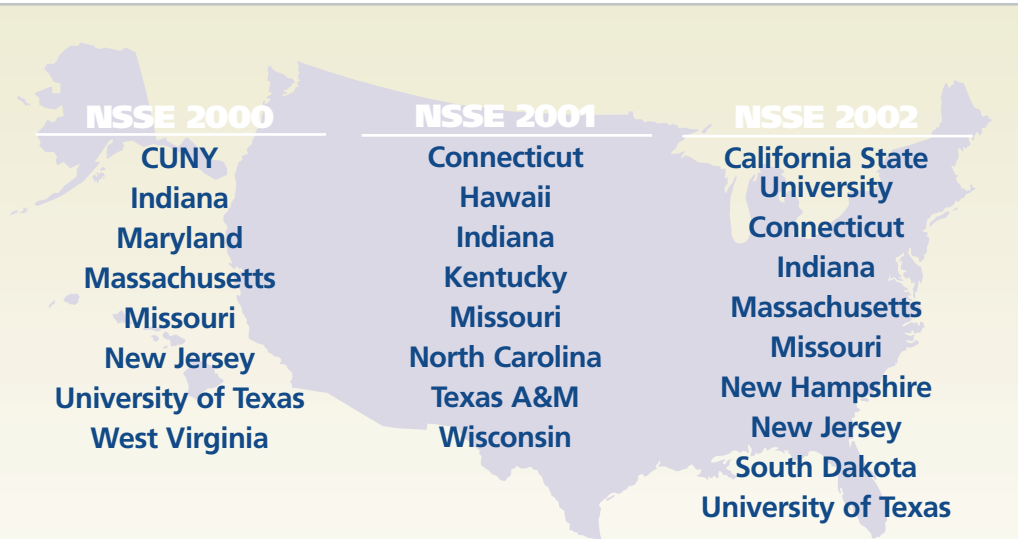 NSSE 2000
CUNY
Indiana
Maryland
Massachusetts
Missouri
New Jersey
University of Texas
West Virginia
NSSE 2001
Connecticut
Hawaii
Indiana
Kentucky
Missouri
North Carolina
Texas A&M
Wisconsin
NSSE 2002
California State
University
Connecticut
Indiana
Massachusetts
Missouri
New Hampshire
New Jersey
South Dakota
University of Texas